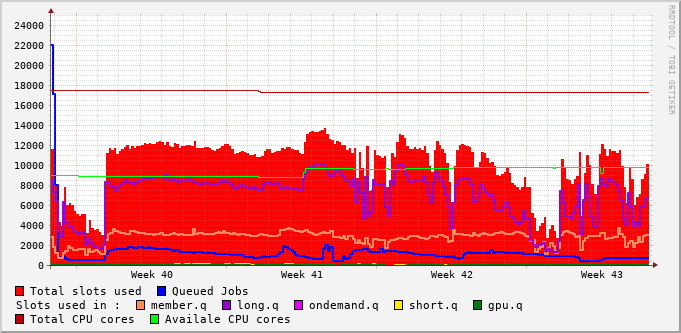 RRDTOOL / TOBI OETIKER
24000
22000
20000
18000
16000
14000
12000
10000
8000
6000
4000
2000
0
Week 40 Week 41 Week 42 Week 43
Total slots used Queued Jobs
Slots used in : member.q long.q ondemand.q short.q gpu.q
Total CPU cores Availale CPU cores